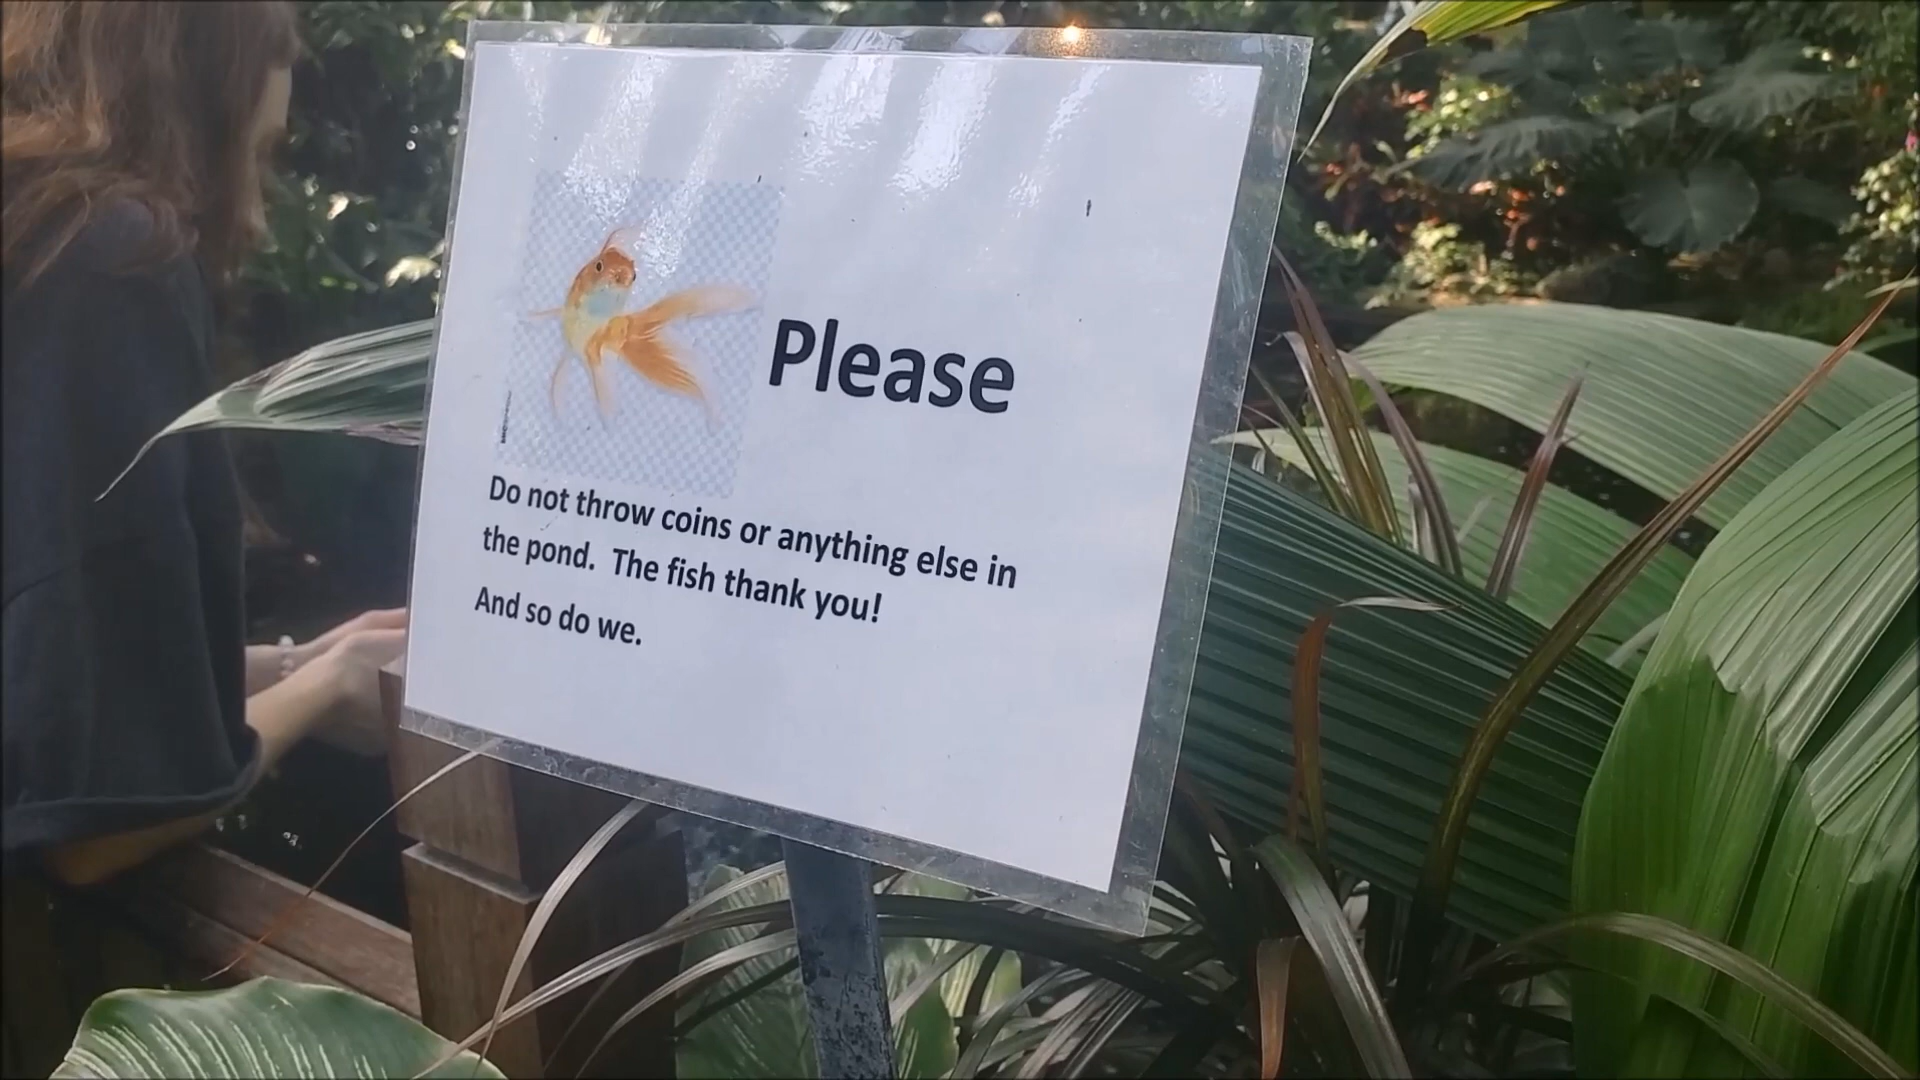 Please
Do not throw coins or anything else in
the pond. The fish thank you!
And so do we.